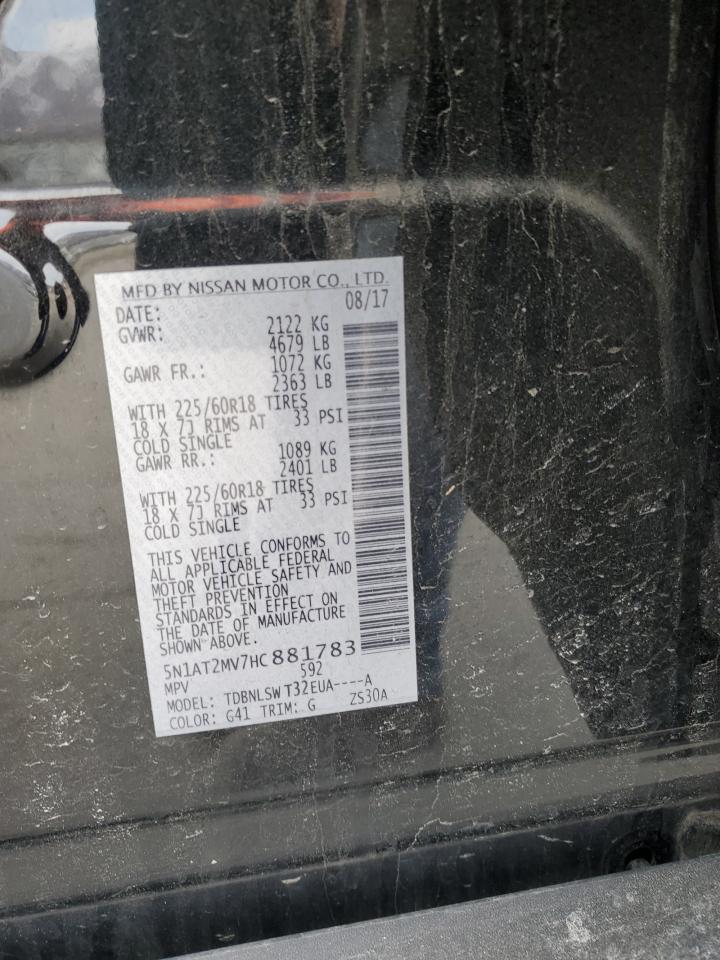 MFD BY NISSAN MOTOR CO., LTD.
DATE: 08/17
GVWR: 2122 KG
4679 LB
GAWR FR.: 1072 KG
2363 LB
WITH 225/60R18 TIRES
18 X 7J RIMS AT 33 PSI
COLD SINGLE
GAWR RR.: 1089 KG
2401 LB
WITH 225/60R18 TIRES
18 X 7J RIMS AT 33 PSI
COLD SINGLE
THIS VEHICLE CONFORMS TO
ALL APPLICABLE FEDERAL
MOTOR VEHICLE SAFETY AND
THEFT PREVENTION
STANDARDS IN EFFECT ON
THE DATE OF MANUFACTURE
SHOWN ABOVE.
5N1AT2MV7HC881783
MPV 592
MODEL: TDBNLSW T32EUA----A
COLOR: G41 TRIM: G ZS30A